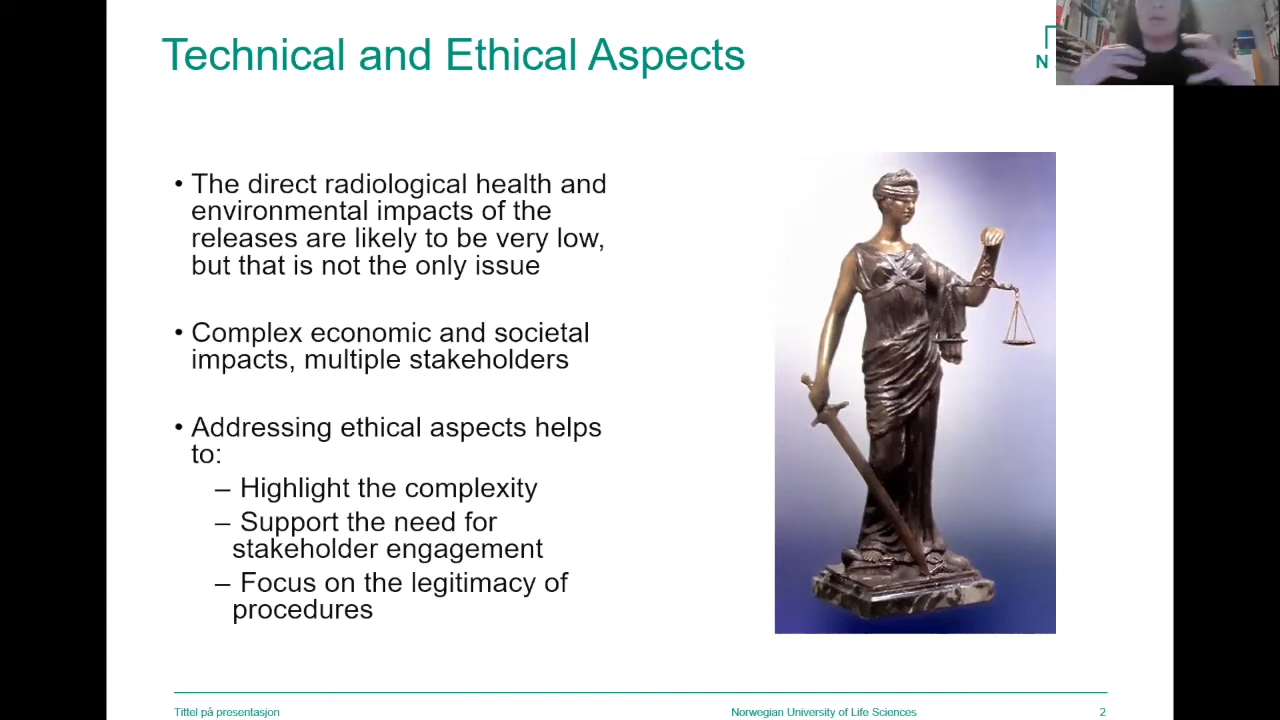 Technical and Ethical Aspects
N
• The direct radiological health and
environmental impacts of the
releases are likely to be very low,
but that is not the only issue
• Complex economic and societal
impacts, multiple stakeholders
• Addressing ethical aspects helps
to:
– Highlight the complexity
– Support the need for
stakeholder engagement
– Focus on the legitimacy of
procedures
Tittel på presentasjon
Norwegian University of Life Sciences
2